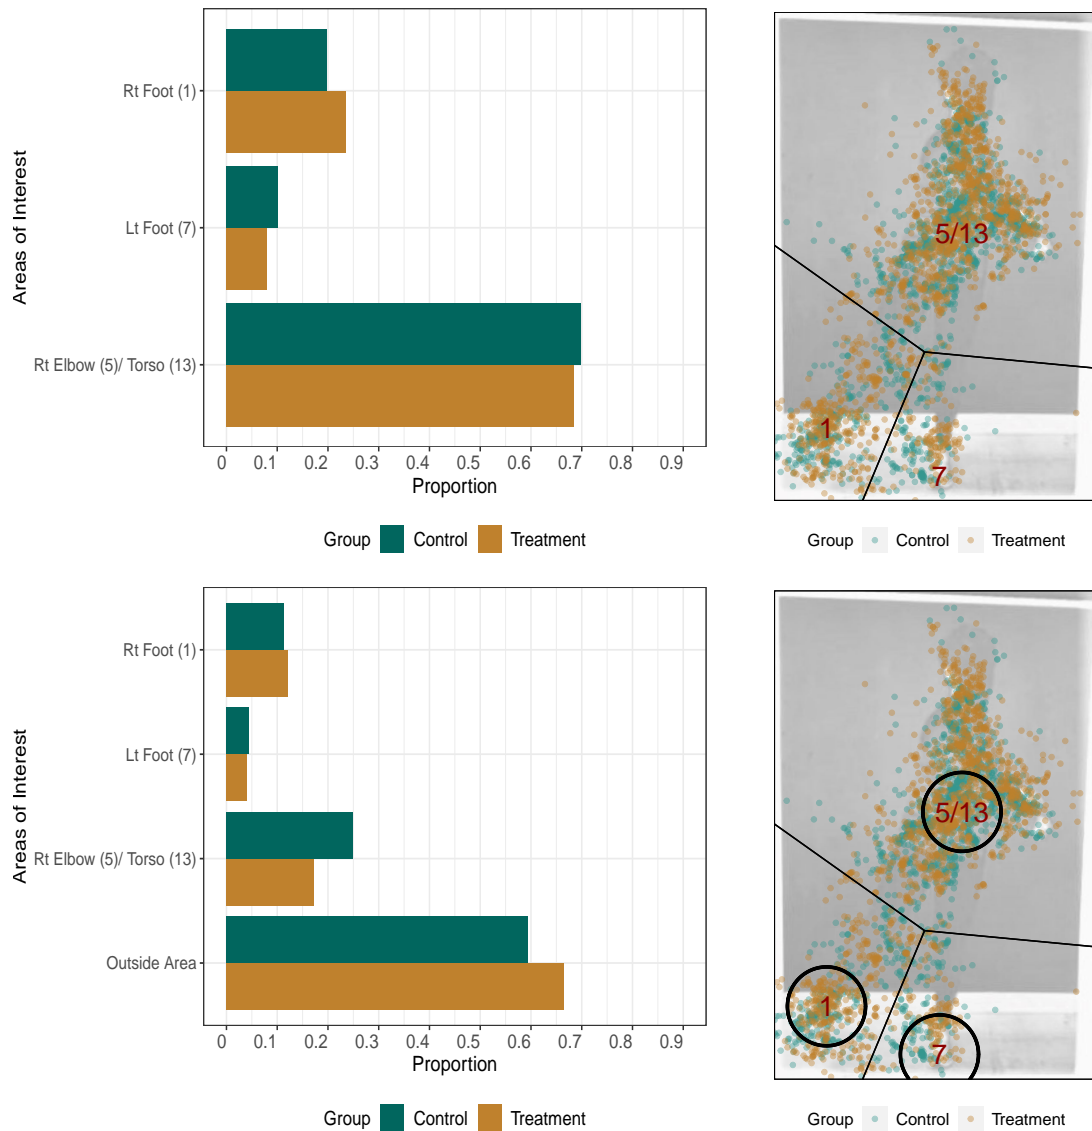 Areas of Interest
Rt Foot (1)
Lt Foot (7)
Rt Elbow (5)/ Torso (13)
0 0.1 0.2 0.3 0.4 0.5 0.6 0.7 0.8 0.9
Proportion
Group Control Treatment
5/13
1
7
Group Control Treatment
Areas of Interest
Rt Foot (1)
Lt Foot (7)
Rt Elbow (5)/ Torso (13)
Outside Area
0 0.1 0.2 0.3 0.4 0.5 0.6 0.7 0.8 0.9
Proportion
Group Control Treatment
5/13
1
7
Group Control Treatment